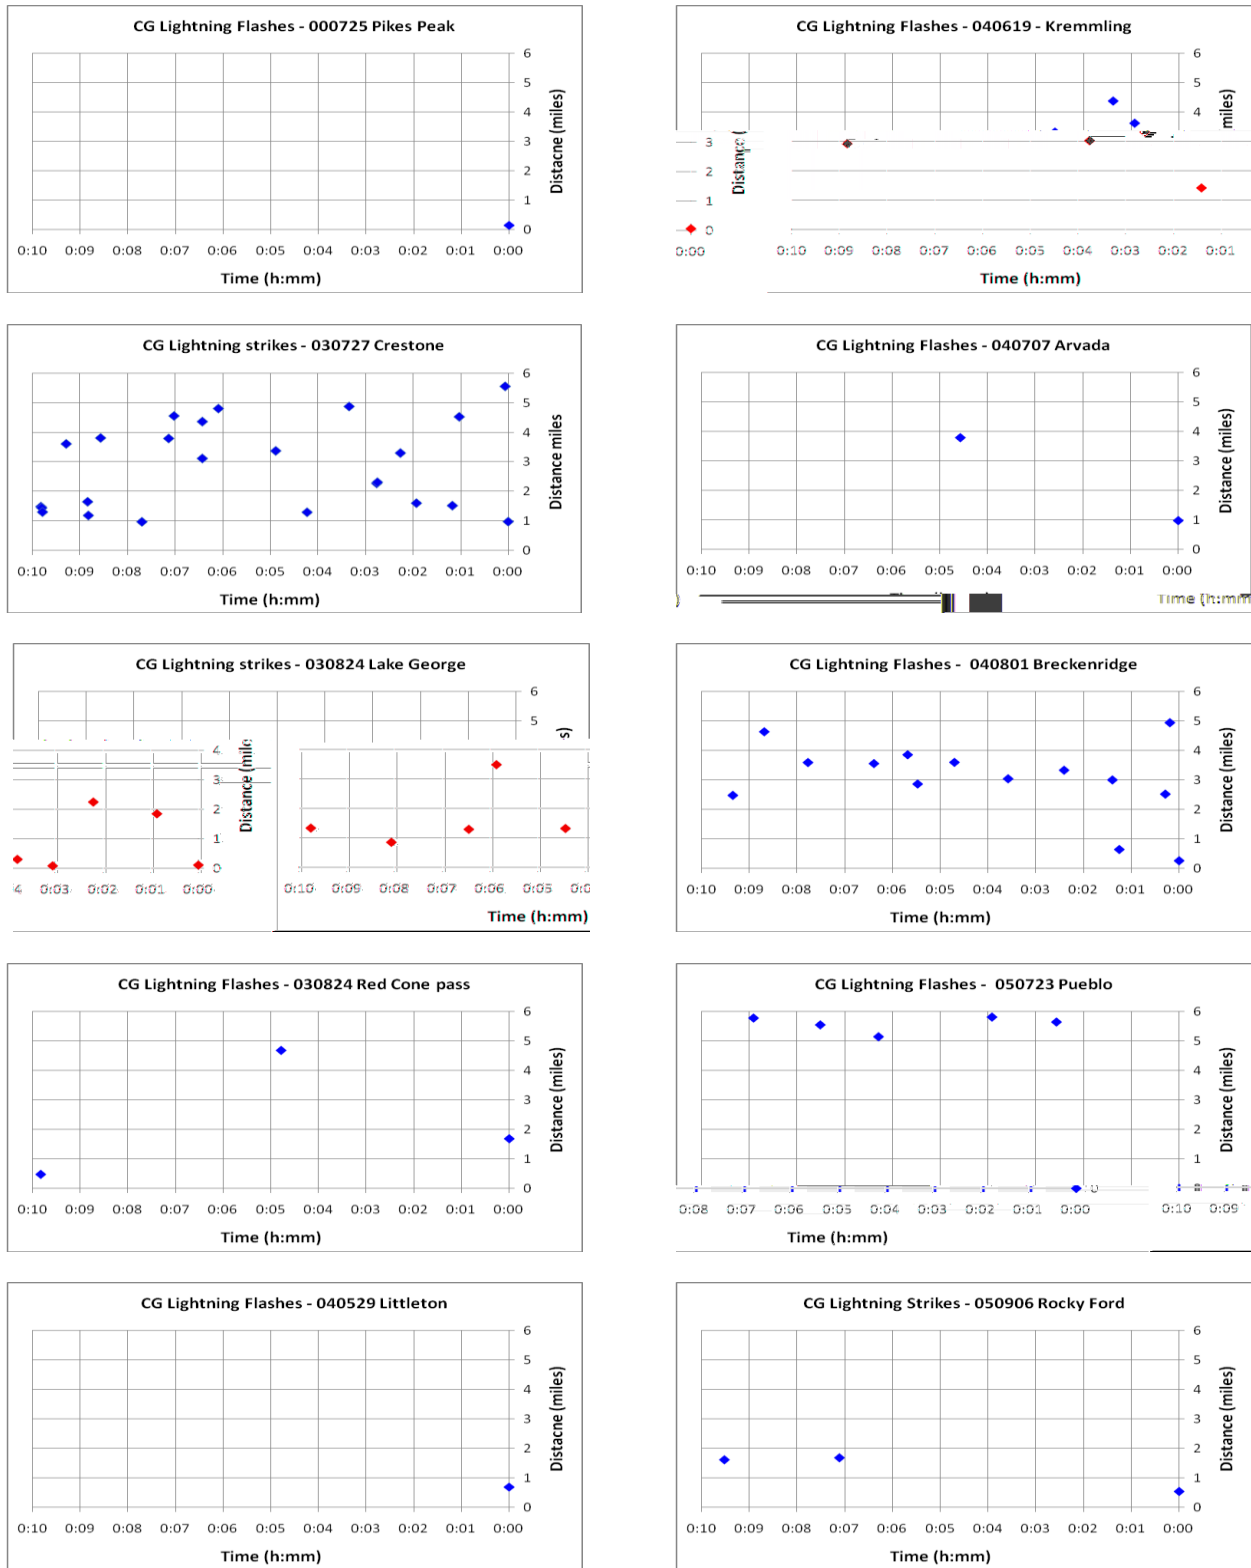 CG Lightning Flashes - 000725 Pikes Peak
6
5
4
3
2
1
0
Distacne (miles)
0:10 0:09 0:08 0:07 0:06 0:05 0:04 0:03 0:02 0:01 0:00
Time (h:mm)
CG Lightning Flashes - 040619 - Kremmling
6
5
4
3
2
1
0
0:00
0:10 0:09 0:08 0:07 0:06 0:05 0:04 0:03 0:02 0:01
Time (h:mm)
CG Lightning strikes - 030727 Crestone
6
5
4
3
2
1
0
Distance miles
0:10 0:09 0:08 0:07 0:06 0:05 0:04 0:03 0:02 0:01 0:00
Time (h:mm)
CG Lightning Flashes - 040707 Arvada
6
5
4
3
2
1
0
Distance (miles)
0:10 0:09 0:08 0:07 0:06 0:05 0:04 0:03 0:02 0:01 0:00
Time (h:mm
CG Lightning strikes - 030824 Lake George
6
5
4
3
2
1
0
0:03 0:02 0:01 0:00
0:10 0:09 0:08 0:07 0:06 0:05
Time (h:mm)
CG Lightning Flashes - 040801 Breckenridge
6
5
4
3
2
1
0
Distance (miles)
0:10 0:09 0:08 0:07 0:06 0:05 0:04 0:03 0:02 0:01 0:00
Time (h:mm)
CG Lightning Flashes - 030824 Red Cone pass
6
5
4
3
2
1
0
Distance (miles)
0:10 0:09 0:08 0:07 0:06 0:05 0:04 0:03 0:02 0:01 0:00
Time (h:mm)
CG Lightning Flashes - 050723 Pueblo
6
5
4
3
2
1
0
Distance (miles)
0:08 0:07 0:06 0:05 0:04 0:03 0:02 0:01 0:00
0:10 0:09
Time (h:mm)
CG Lightning Flashes - 040529 Littleton
6
5
4
3
2
1
0
Distacne (miles)
0:10 0:09 0:08 0:07 0:06 0:05 0:04 0:03 0:02 0:01 0:00
Time (h:mm)
CG Lightning Strikes - 050906 Rocky Ford
6
5
4
3
2
1
0
Distance (miles)
0:10 0:09 0:08 0:07 0:06 0:05 0:04 0:03 0:02 0:01 0:00
Time (h:mm)